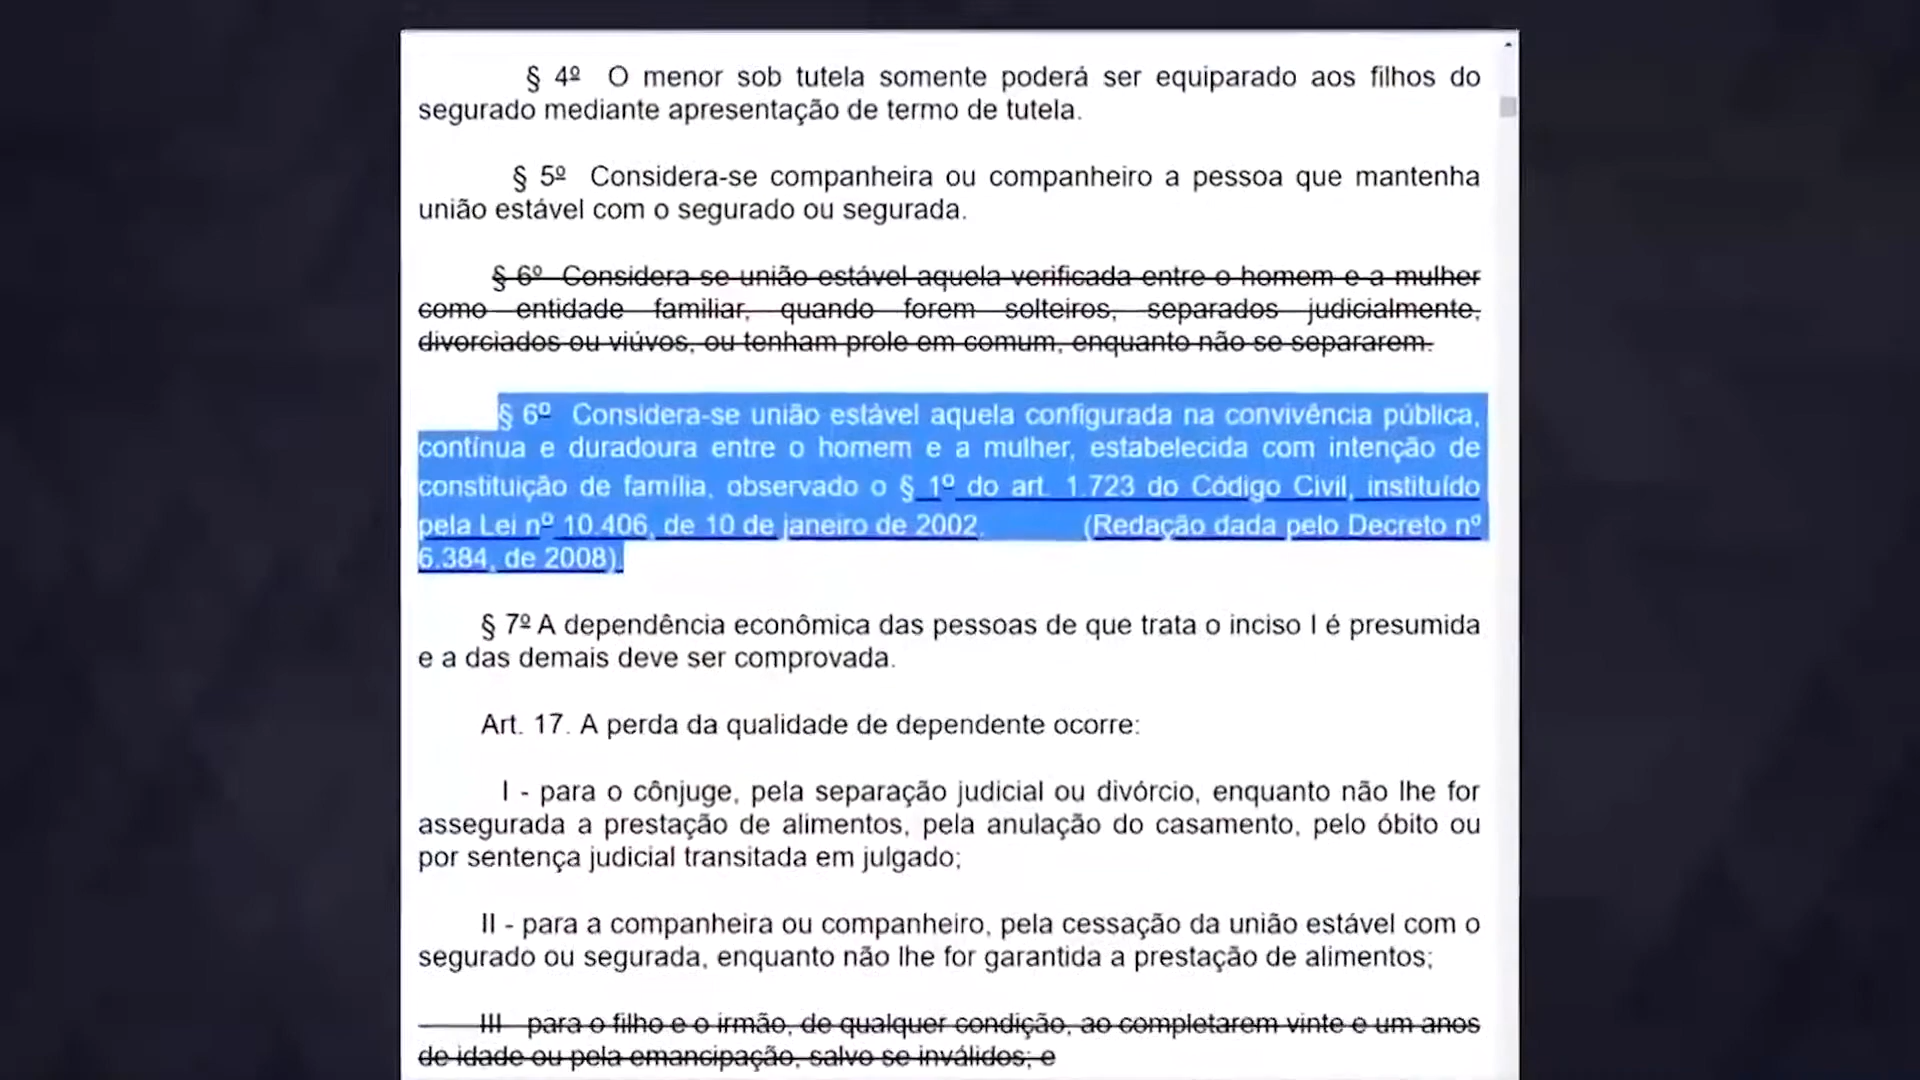 § 4º O menor sob tutela somente poderá ser equiparado aos filhos do
segurado mediante apresentação de termo de tutela.
§ 5º Considera-se companheira ou companheiro a pessoa que mantenha
união estável com o segurado ou segurada.
§ 6º Considera-se união estável aquela verificada entre o homem e a mulher
como entidade familiar, quando forem solteiros, separados judicialmente,
divorciados ou viúvos, ou tenham prole em comum, enquanto não se separarem.
§ 6º Considera-se união estável aquela configurada na convivência pública,
contínua e duradoura entre o homem e a mulher, estabelecida com intenção de
constituição de família, observado o § 1º do art. 1.723 do Código Civil, instituído
pela Lei nº 10.406, de 10 de janeiro de 2002. (Redação dada pelo Decreto nº
6.384, de 2008).
§ 7º A dependência econômica das pessoas de que trata o inciso I é presumida
e a das demais deve ser comprovada.
Art. 17. A perda da qualidade de dependente ocorre:
I - para o cônjuge, pela separação judicial ou divórcio, enquanto não lhe for
assegurada a prestação de alimentos, pela anulação do casamento, pelo óbito ou
por sentença judicial transitada em julgado;
II - para a companheira ou companheiro, pela cessação da união estável com o
segurado ou segurada, enquanto não lhe for garantida a prestação de alimentos;
III - para o filho e o irmão, de qualquer condição, ao completarem vinte e um anos
de idade ou pela emancipação, salvo se inválidos; e